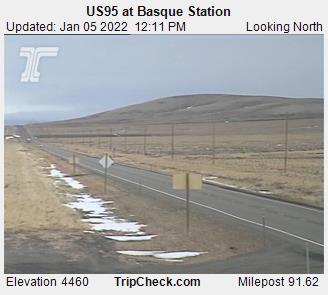 US95 at Basque Station
Updated: Jan 05 2022 12:11 PM Looking North
Elevation 4460 TripCheck.com Milepost 91.62